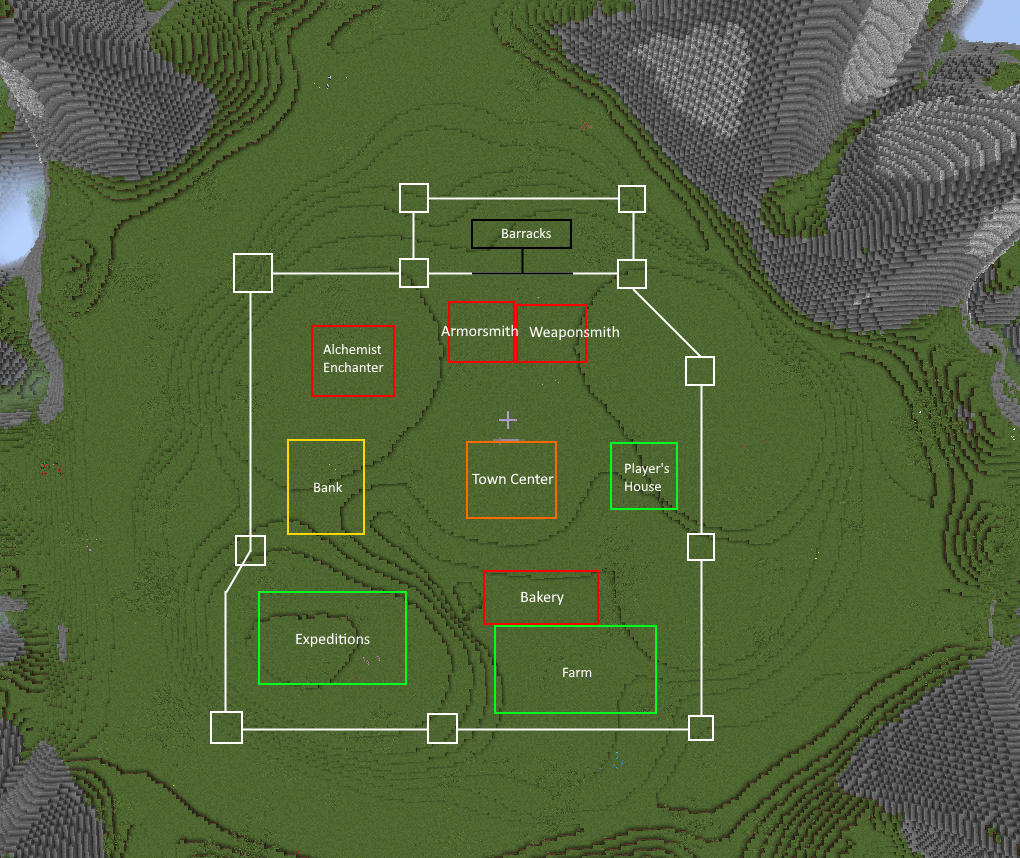 Barracks
Armorsmith
Weaponsmith
Alchemist
Enchanter
Bank
Town Center
Player's
House
Bakery
Expeditions
Farm